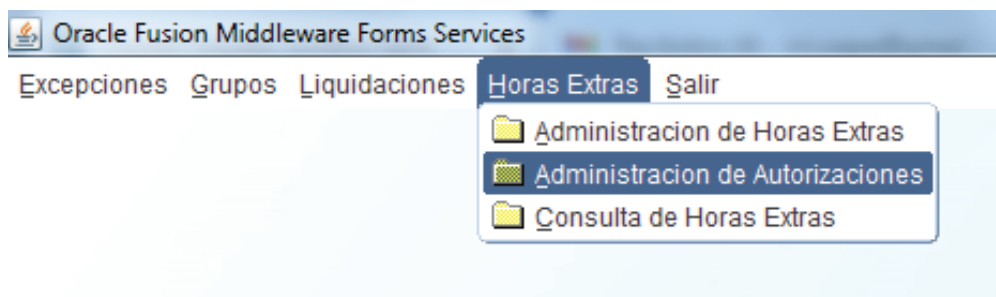 Oracle Fusion Middleware Forms Services
Excepciones Grupos Liquidaciones Horas Extras Salir
Administracion de Horas Extras
Administracion de Autorizaciones
Consulta de Horas Extras